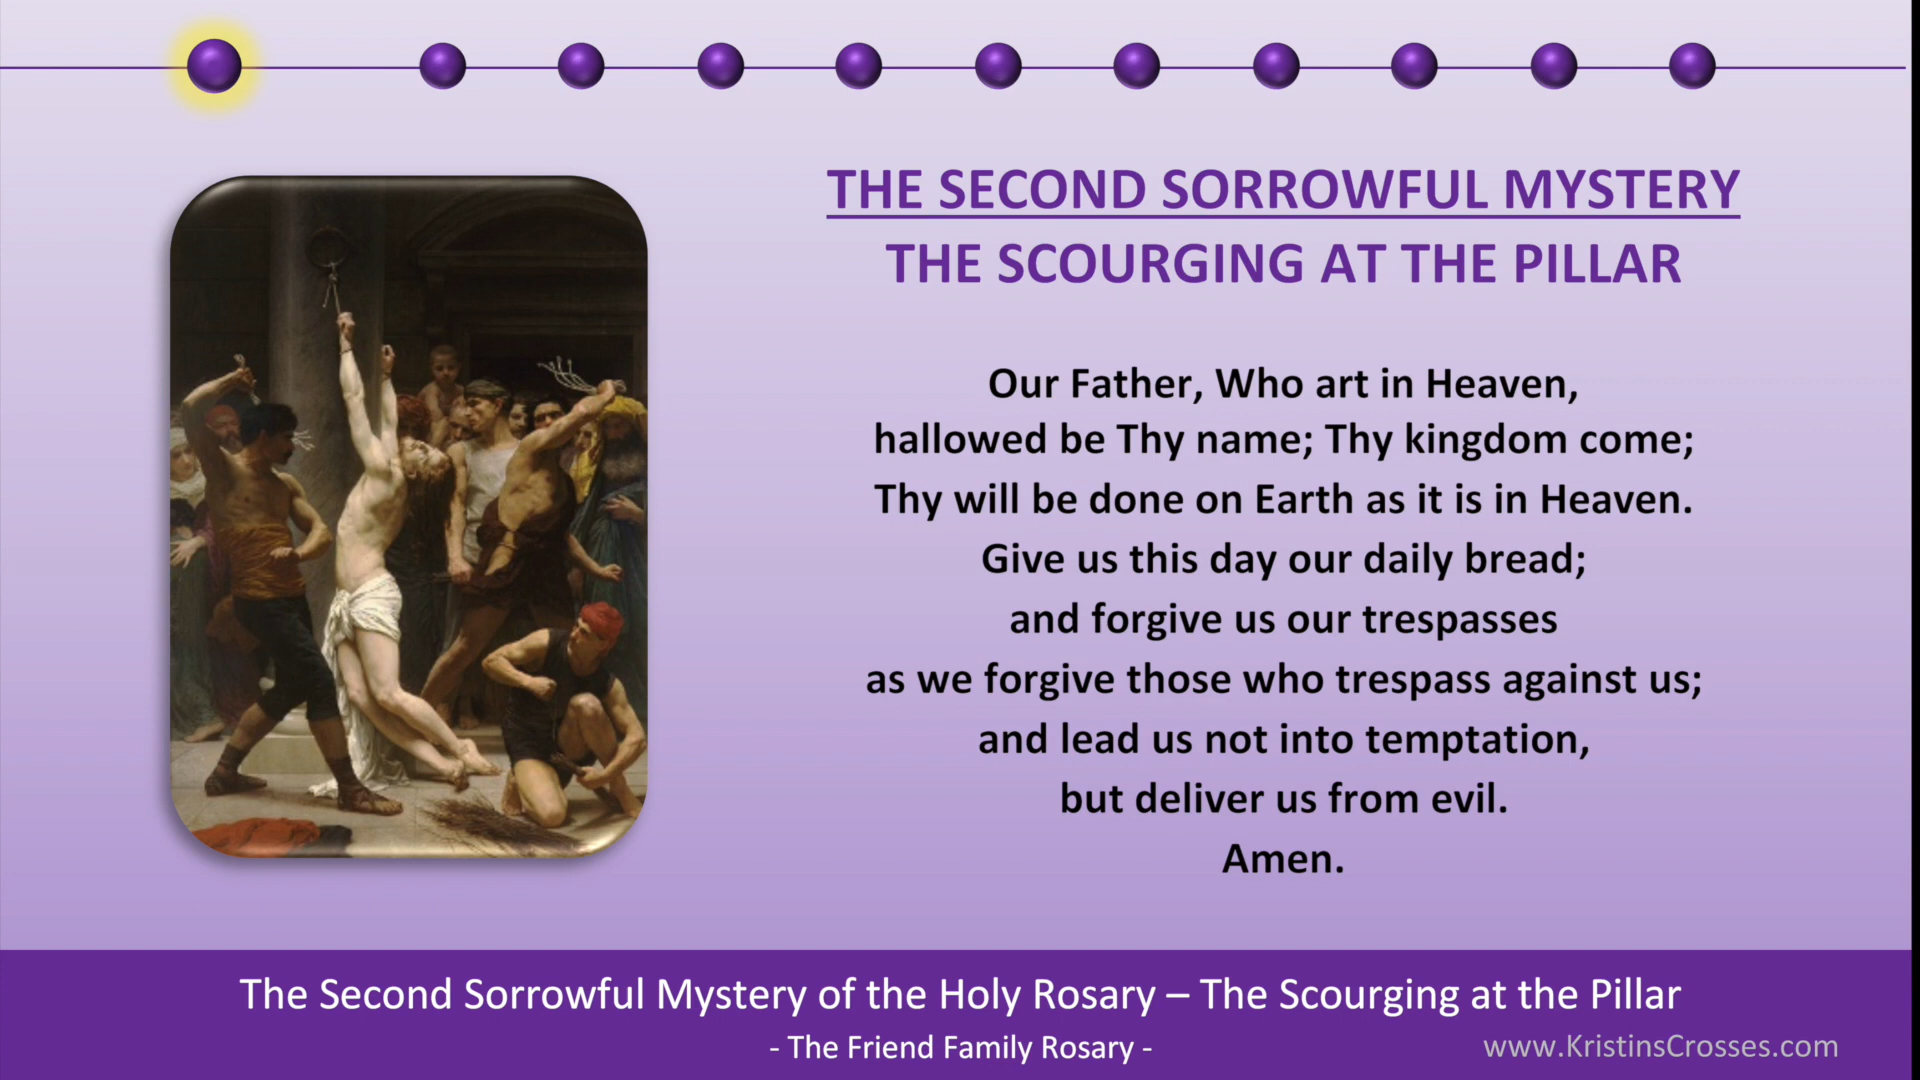 THE SECOND SORROWFUL MYSTERY
THE SCOURGING AT THE PILLAR
Our Father, Who art in Heaven,
hallowed be Thy name; Thy kingdom come;
Thy will be done on Earth as it is in Heaven.
Give us this day our daily bread;
and forgive us our trespasses
as we forgive those who trespass against us;
and lead us not into temptation,
but deliver us from evil.
Amen.
The Second Sorrowful Mystery of the Holy Rosary – The Scourging at the Pillar
- The Friend Family Rosary -
www.KristinsCrosses.com